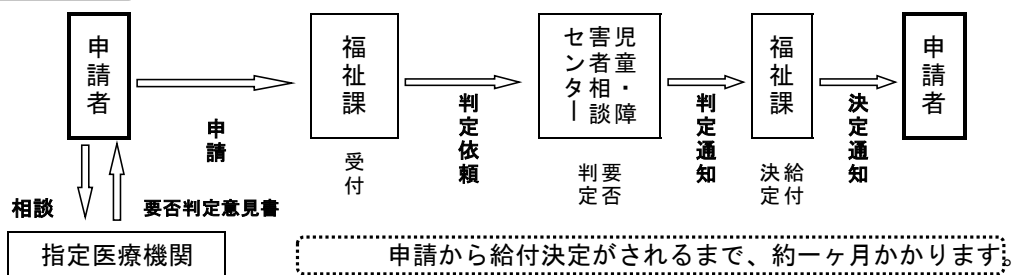 申請者
申請
福祉課
受付
判定依頼
児童・障
害者相談
センター
要否
判定
判定通知
福祉課
給付
決定
決定通知
申請者
相談
要否判定意見書
指定医療機関
申請から給付決定がされるまで、約一ヶ月かかります。